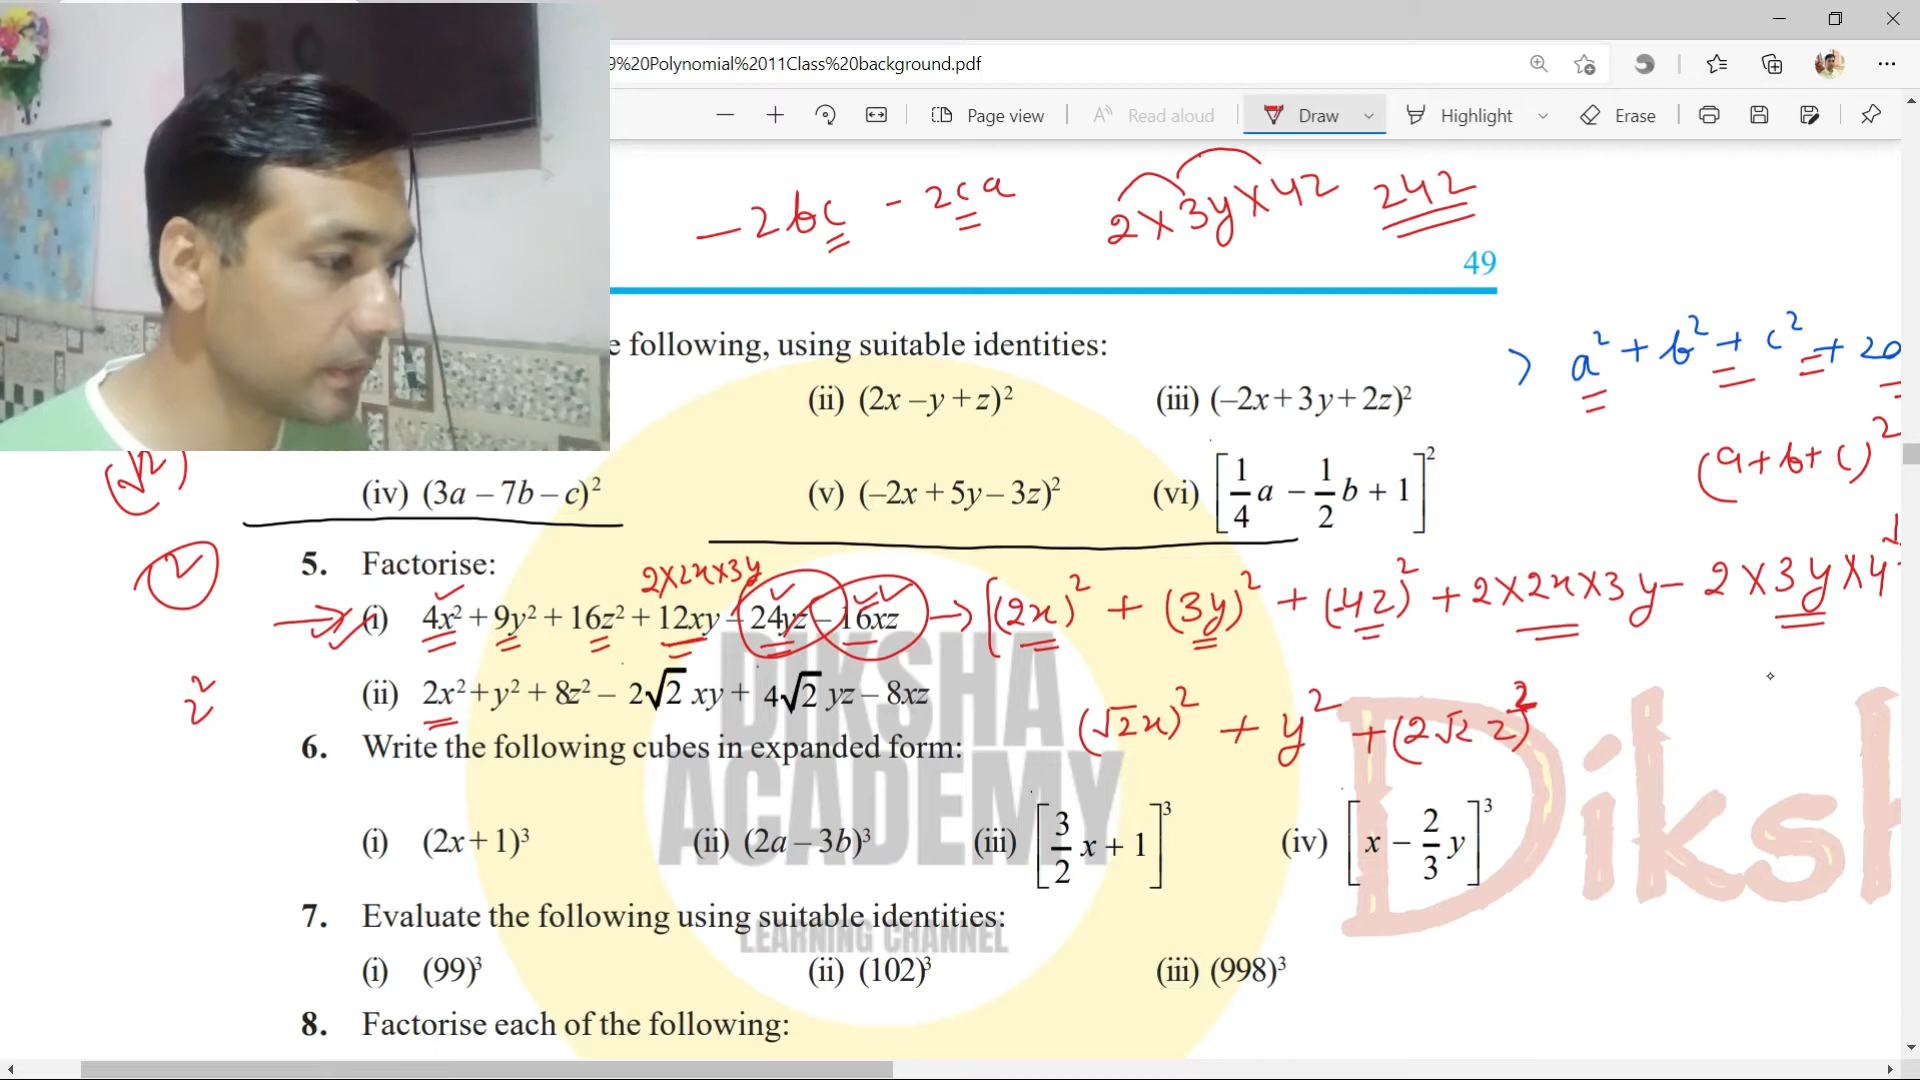 9%20Polynomial%2011Class%20background.pdf
Page view
Read aloud
Draw
Highlight
Erase
− 2bc − 2ca 2×3y×4z 24z
49
e following, using suitable identities:
> a² + b² + c² + 2a
(ii) (2x – y + z)² (iii) (–2x + 3y + 2z)²
(a+b+c)²
(√2)
(iv) (3a – 7b – c)² (v) (–2x + 5y – 3z)² (vi) [1/4 a – 1/2 b + 1]²
5. Factorise:
2×2x×3y
(i) 4x² + 9y² + 16z² + 12xy – 24yz – 16xz → (2x)² + (3y)² + (4z)² + 2×2x×3y − 2×3y×4
(ii) 2x² + y² + 8z² – 2√2 xy + 4√2 yz – 8xz
(√2x)² + y² + (2√2 z)²
2
2
6. Write the following cubes in expanded form:
(i) (2x + 1)³ (ii) (2a – 3b)³ (iii) [3/2 x + 1]³ (iv) [x – 2/3 y]³
7. Evaluate the following using suitable identities:
(i) (99)³ (ii) (102)³ (iii) (998)³
8. Factorise each of the following:
DIKSHA
ACADEMY
LEARNING CHANNEL
Diksh